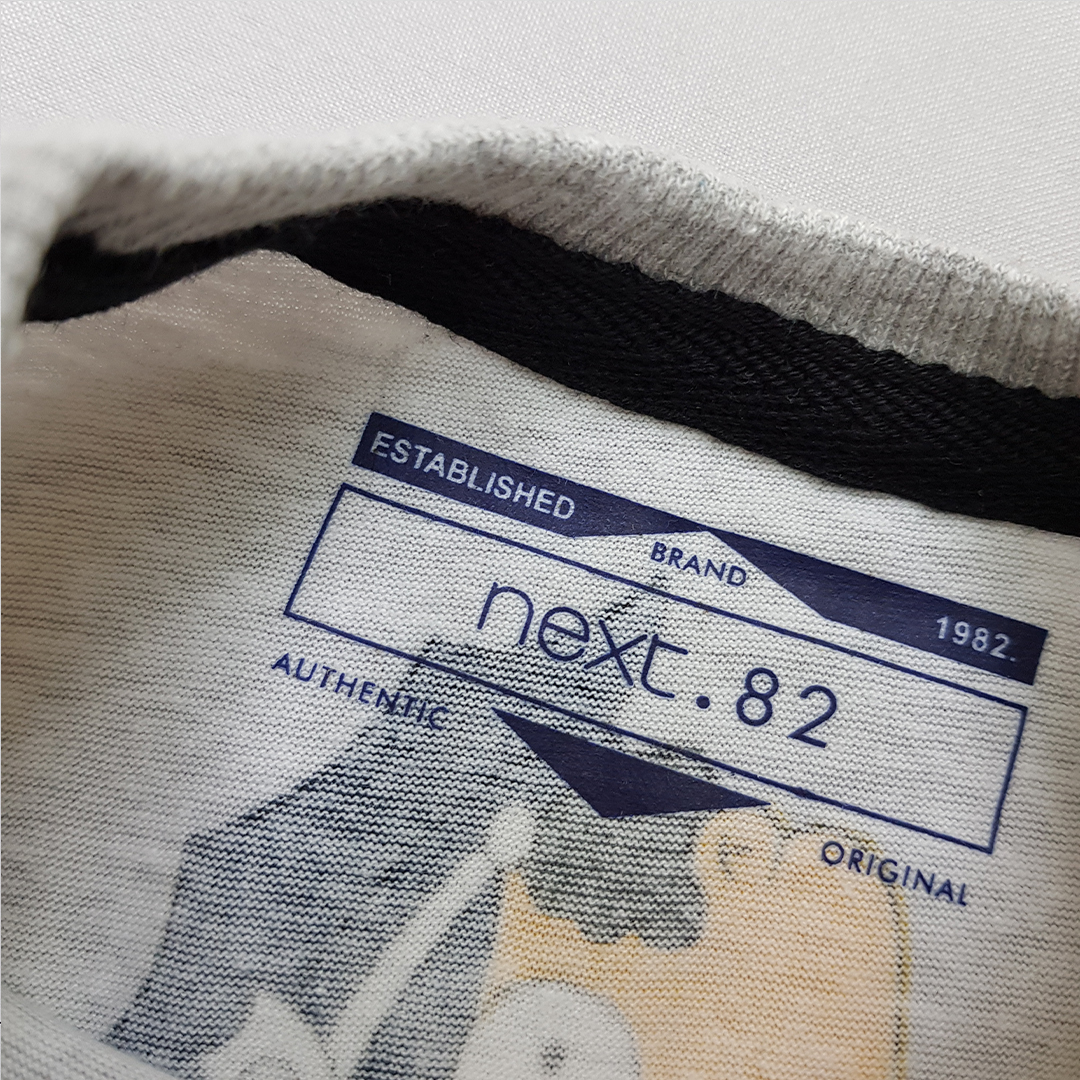 ESTABLISHED
BRAND
1982.
next.82
AUTHENTIC
ORIGINAL